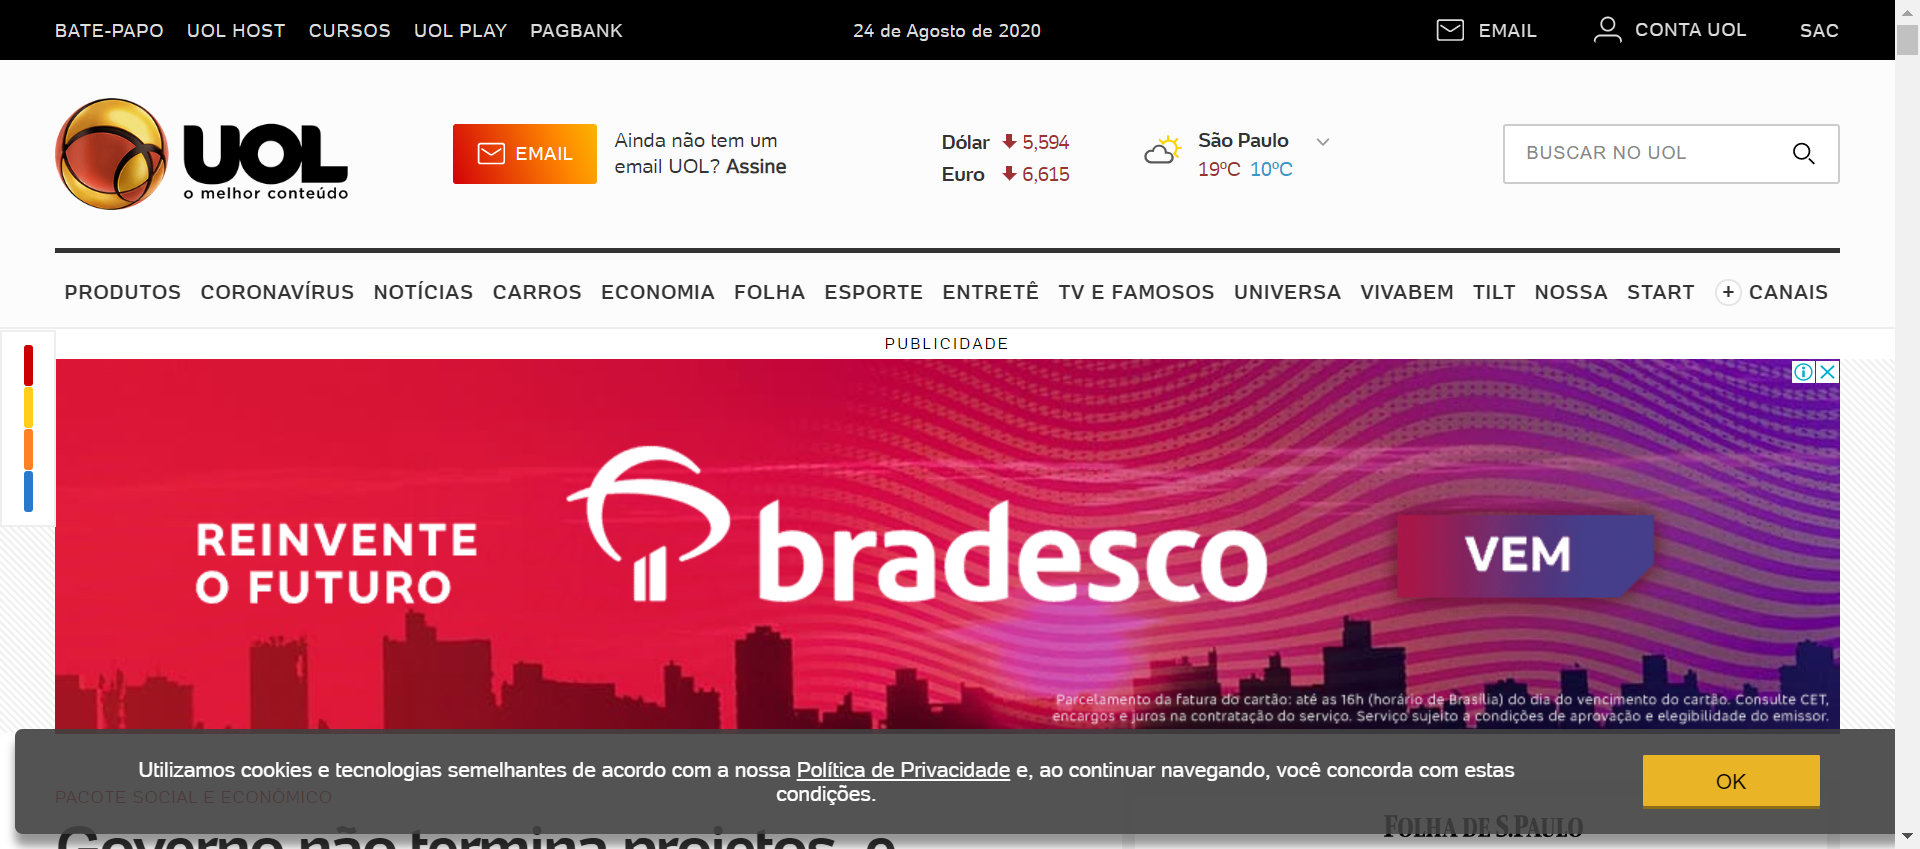 BATE-PAPO UOL HOST CURSOS UOL PLAY PAGBANK 24 de Agosto de 2020 EMAIL CONTA UOL SAC
UOL
o melhor conteúdo
EMAIL
Ainda não tem um
email UOL? Assine
Dólar 5,594
Euro 6,615
São Paulo
19ºC 10ºC
BUSCAR NO UOL
PRODUTOS CORONAVÍRUS NOTÍCIAS CARROS ECONOMIA FOLHA ESPORTE ENTRETÊ TV E FAMOSOS UNIVERSA VIVABEM TILT NOSSA START + CANAIS
PUBLICIDADE
REINVENTE
O FUTURO
bradesco
VEM
Parcelamento da fatura do cartão: até as 16h (horário de Brasília) do dia do vencimento do cartão. Consulte CET,
encargos e juros na contratação do serviço. Serviço sujeito a condições de aprovação e elegibilidade do emissor.
Utilizamos cookies e tecnologias semelhantes de acordo com a nossa Política de Privacidade e, ao continuar navegando, você concorda com estas
condições.
OK
PACOTE SOCIAL E ECONÔMICO
Governo não termina projetos, e
FOLHA DE S.PAULO